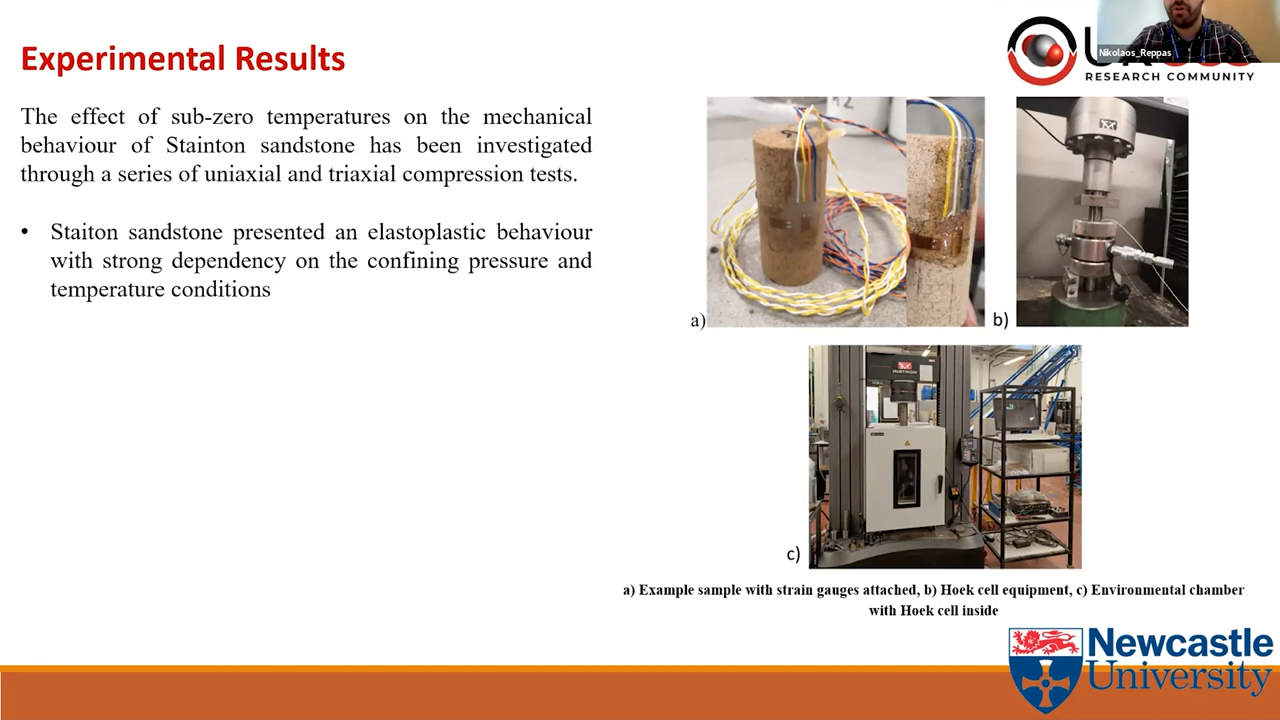 Experimental Results
Nikolaos_Reppas
RESEARCH COMMUNITY
The effect of sub-zero temperatures on the mechanical
behaviour of Stainton sandstone has been investigated
through a series of uniaxial and triaxial compression tests.
• Staiton sandstone presented an elastoplastic behaviour
with strong dependency on the confining pressure and
temperature conditions
a)
b)
INSTRON
c)
a) Example sample with strain gauges attached, b) Hoek cell equipment, c) Environmental chamber
with Hoek cell inside
Newcastle
University